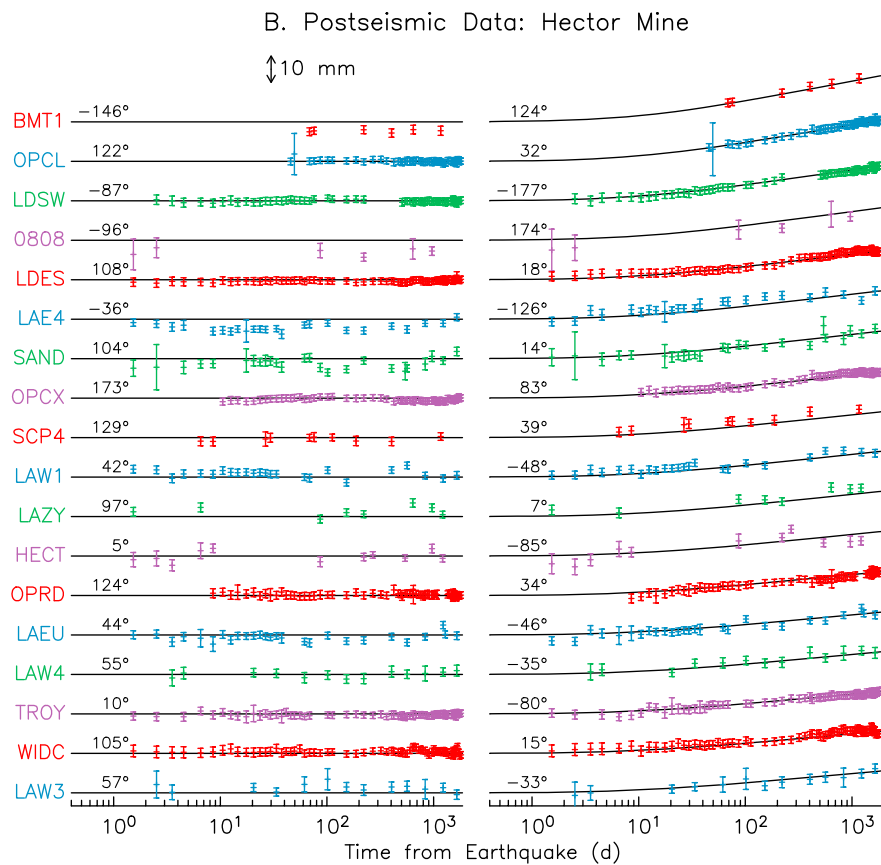 B. Postseismic Data: Hector Mine
10 mm
BMT1 −146° 124°
OPCL 122° 32°
LDSW −87° −177°
0808 −96° 174°
LDES 108° 18°
LAE4 −36° −126°
SAND 104° 14°
OPCX 173° 83°
SCP4 129° 39°
LAW1 42° −48°
LAZY 97° 7°
HECT 5° −85°
OPRD 124° 34°
LAEU 44° −46°
LAW4 55° −35°
TROY 10° −80°
WIDC 105° 15°
LAW3 57° −33°
10⁰ 10¹ 10² 10³ 10⁰ 10¹ 10² 10³
Time from Earthquake (d)